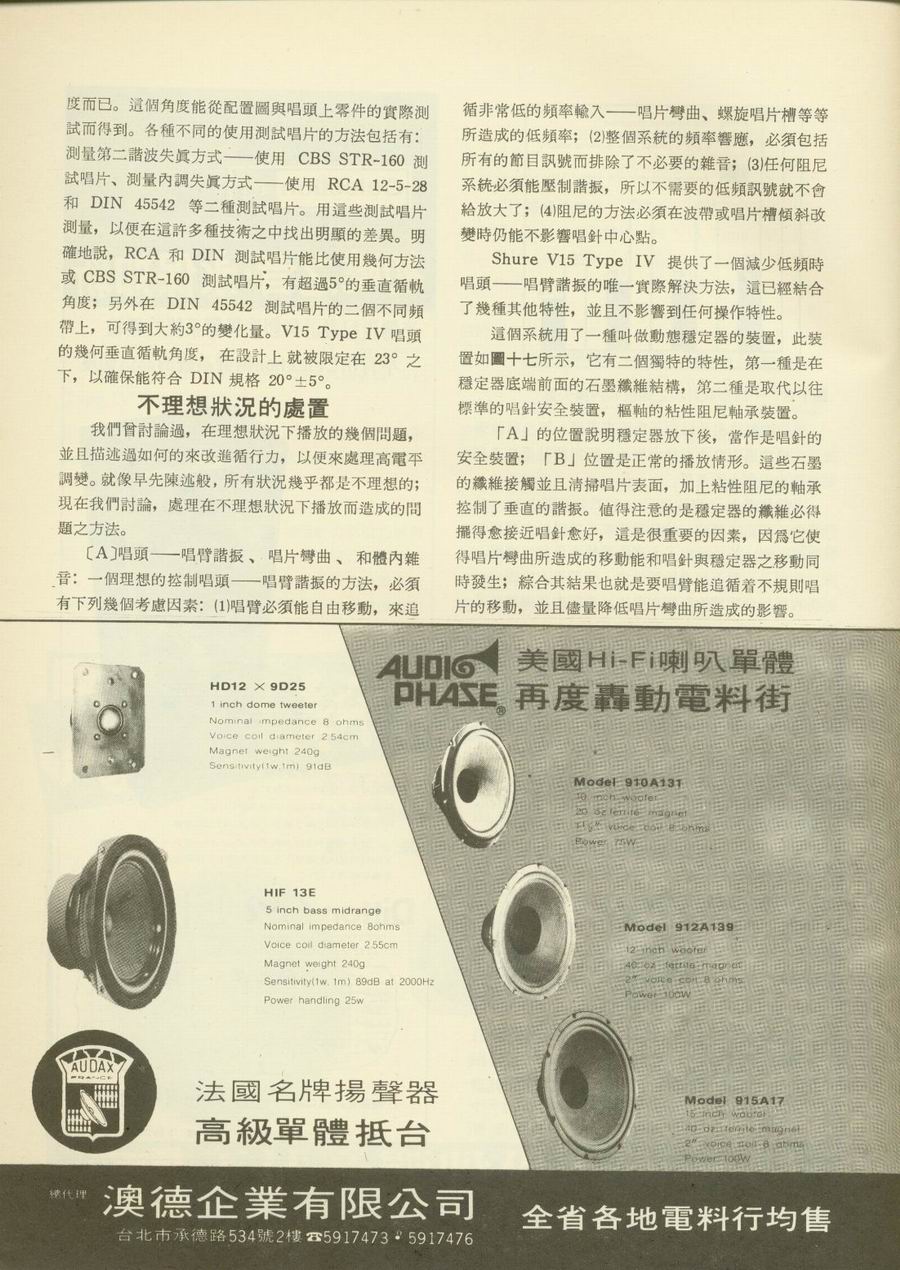 度而已。這個角度能從配置圖與唱頭上零件的實際測
試而得到。各種不同的使用測試唱片的方法包括有：
測量第二諧波失眞方式——使用 CBS STR-160 測
試唱片、測量內調失眞方式——使用 RCA 12-5-28
和 DIN 45542 等二種測試唱片。用這些測試唱片
測量，以便在這許多種技術之中找出明顯的差異。明
確地說，RCA 和 DIN 測試唱片能比使用幾何方法
或 CBS STR-160 測試唱片，有超過5°的垂直循軌
角度；另外在 DIN 45542 測試唱片的二個不同頻
帶上，可得到大約3°的變化量。V15 Type IV 唱頭
的幾何垂直循軌角度，在設計上就被限定在 23° 之
下，以確保能符合 DIN 規格 20°±5°。
不理想狀況的處置
我們曾討論過，在理想狀況下播放的幾個問題，
並且描述過如何的來改進循行力，以便來處理高電平
調變。就像早先陳述般，所有狀況幾乎都是不理想的；
現在我們討論，處理在不理想狀況下播放而造成的問
題之方法。
〔A〕唱頭——唱臂諧振、唱片彎曲、和體內雜
音：一個理想的控制唱頭——唱臂諧振的方法，必須
有下列幾個考慮因素：(1)唱臂必須能自由移動，來追
循非常低的頻率輸入——唱片彎曲、螺旋唱片槽等等
所造成的低頻率；(2)整個系統的頻率響應，必須包括
所有的節目訊號而排除了不必要的雜音；(3)任何阻尼
系統必須能壓制諧振，所以不需要的低頻訊號就不會
給放大了；(4)阻尼的方法必須在波帶或唱片槽傾斜改
變時仍能不影響唱針中心點。
Shure V15 Type IV 提供了一個減少低頻時
唱頭——唱臂諧振的唯一實際解決方法，這已經結合
了幾種其他特性，並且不影響到任何操作特性。
這個系統用了一種叫做動態穩定器的裝置，此裝
置如圖十七所示，它有二個獨特的特性，第一種是在
穩定器底端前面的石墨纖維結構，第二種是取代以往
標準的唱針安全裝置，樞軸的粘性阻尼軸承裝置。
「A」的位置說明穩定器放下後，當作是唱針的
安全裝置；「B」位置是正常的播放情形。這些石墨
的纖維接觸並且淸掃唱片表面，加上粘性阻尼的軸承
控制了垂直的諧振。値得注意的是穩定器的纖維必得
擺得愈接近唱針愈好，這是很重要的因素，因爲它使
得唱片彎曲所造成的移動能和唱針與穩定器之移動同
時發生；綜合其結果也就是要唱臂能追循着不規則唱
片的移動，並且儘量降低唱片彎曲所造成的影響。
HD12 × 9D25
1 inch dome tweeter
Nominal impedance 8 ohms
Voice coil diameter 2.54cm
Magnet weight 240g
Sensitivity(1w.1m) 91dB
HIF 13E
5 inch bass midrange
Nominal impedance 8ohms
Voice coil diameter 2.55cm
Magnet weight 240g
Sensitivity(1w.1m) 89dB at 2000Hz
Power handling 25w
AUDAX
FRANCE
法國名牌揚聲器
高級單體抵台
AUDIO
PHASE®
美國Hi-Fi喇叭單體
再度轟動電料街
Model 910A131
10 inch woofer
20 oz ferrite magnet
voice coil 8 ohms
Power 75W
Model 912A139
12 inch woofer
40 oz ferrite magnet
2" voice coil 8 ohms
Power 100W
Model 915A17
15 inch woofer
40 oz ferrite magnet
2" voice coil 8 ohms
Power 100W
總代理 澳德企業有限公司
台北市承德路534號2樓 ☎5917473・5917476
全省各地電料行均售